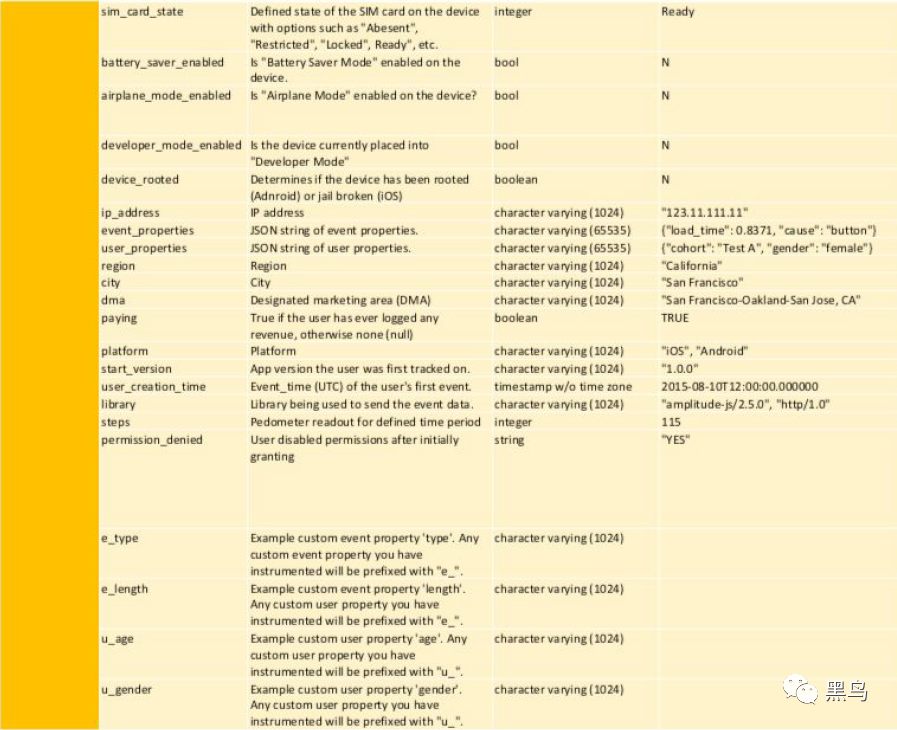 sim_card_state Defined state of the SIM card on the device integer Ready
with options such as "Abesent",
"Restricted", "Locked", Ready", etc.
battery_saver_enabled Is "Battery Saver Mode" enabled on the bool N
device.
airplane_mode_enabled Is "Airplane Mode" enabled on the device? bool N
developer_mode_enabled Is the device currently placed into bool N
"Developer Mode"
device_rooted Determines if the device has been rooted boolean N
(Adnroid) or jail broken (iOS)
ip_address IP address character varying (1024) "123.11.111.11"
event_properties JSON string of event properties. character varying (65535) {"load_time": 0.8371, "cause": "button"}
user_properties JSON string of user properties. character varying (65535) {"cohort": "Test A", "gender": "female"}
region Region character varying (1024) "California"
city City character varying (1024) "San Francisco"
dma Designated marketing area (DMA) character varying (1024) "San Francisco-Oakland-San Jose, CA"
paying True if the user has ever logged any boolean TRUE
revenue, otherwise none (null)
platform Platform character varying (1024) "iOS", "Android"
start_version App version the user was first tracked on. character varying (1024) "1.0.0"
user_creation_time Event_time (UTC) of the user's first event. timestamp w/o time zone 2015-08-10T12:00:00.000000
library Library being used to send the event data. character varying (1024) "amplitude-js/2.5.0", "http/1.0"
steps Pedometer readout for defined time period integer 115
permission_denied User disabled permissions after initially string "YES"
granting
e_type Example custom event property 'type'. Any character varying (1024)
custom event property you have
instrumented will be prefixed with "e_".
e_length Example custom event property 'length'. character varying (1024)
Any custom user property you have
instrumented will be prefixed with "e_".
u_age Example custom user property 'age'. Any character varying (1024)
custom user property you have
instrumented will be prefixed with "u_".
u_gender Example custom user property 'gender'. character varying (1024)
Any custom user property you have
instrumented will be prefixed with "u_".
黑鸟